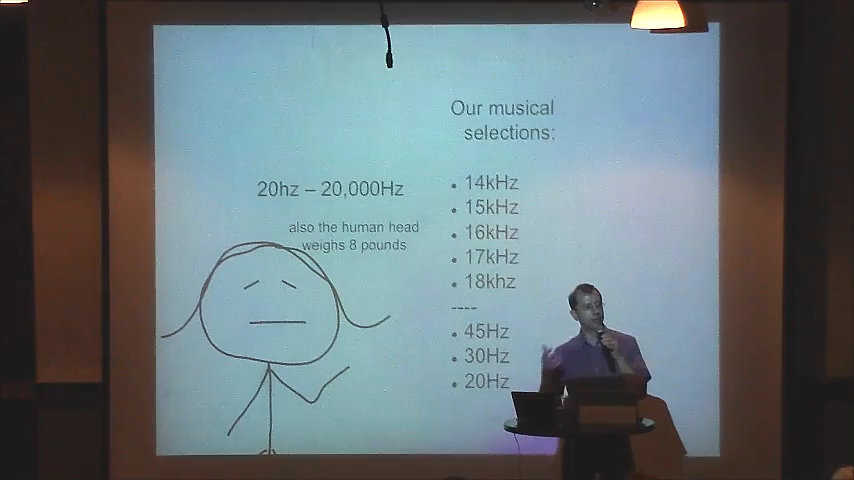 20hz – 20,000Hz
also the human head
weighs 8 pounds
Our musical
selections:
• 14kHz
• 15kHz
• 16kHz
• 17kHz
• 18khz
----
• 45Hz
• 30Hz
• 20Hz